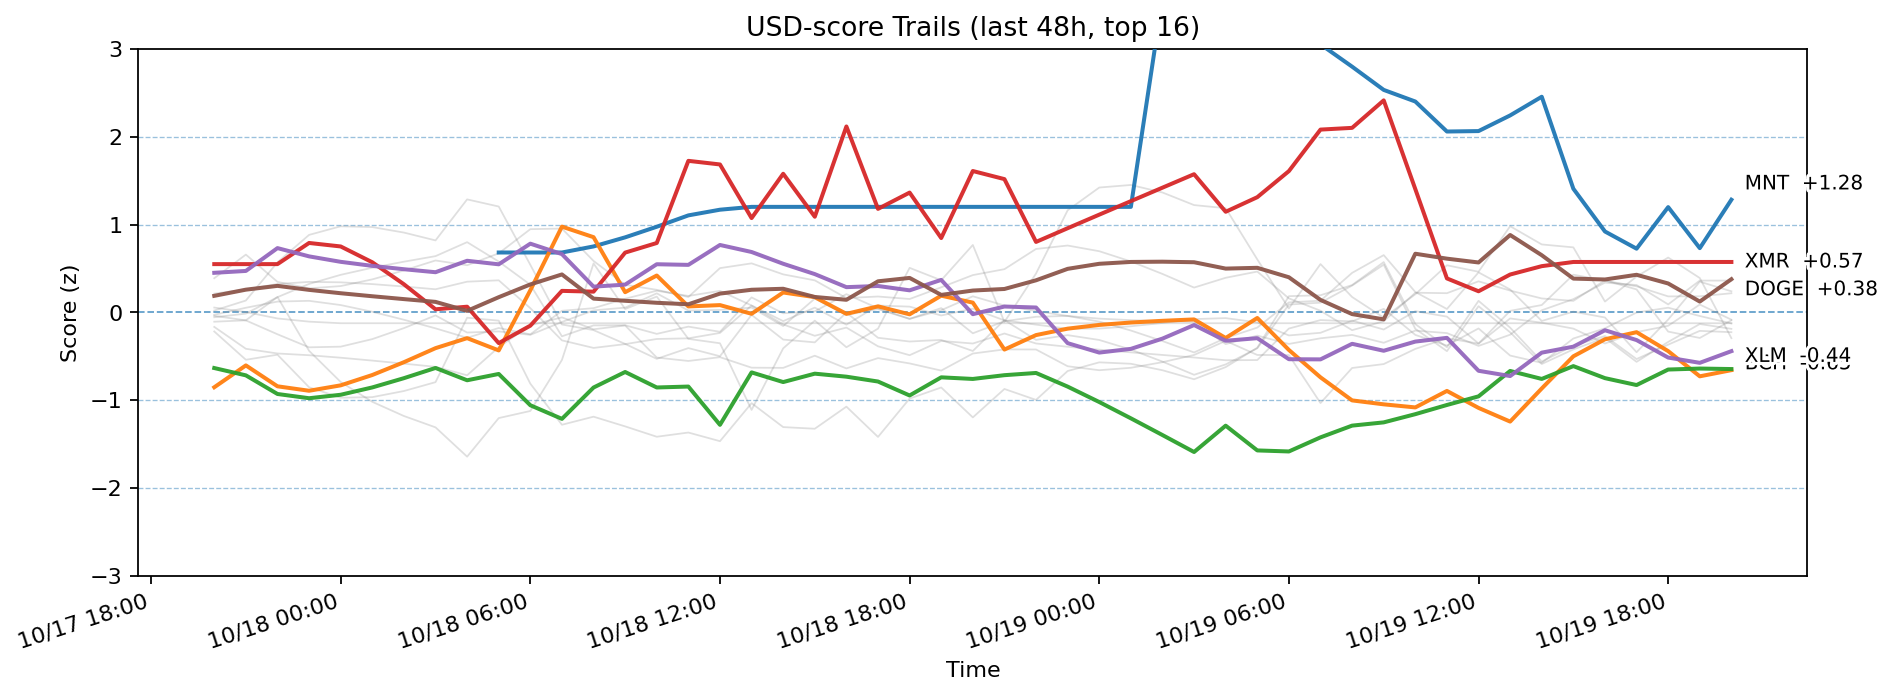 USD-score Trails (last 48h, top 16)
Score (z)
3
2
1
0
−1
−2
−3
MNT +1.28
XMR +0.57
DOGE +0.38
XLM -0.44
10/17 18:00
10/18 00:00
10/18 06:00
10/18 12:00
10/18 18:00
10/19 00:00
10/19 06:00
10/19 12:00
10/19 18:00
Time